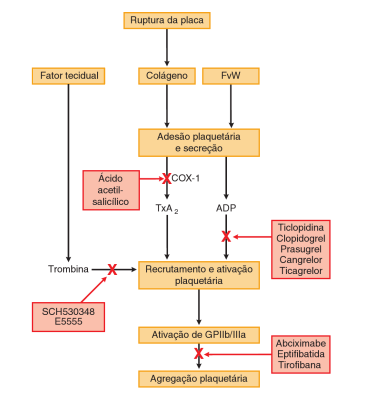 Ruptura da placa
Fator tecidual
Colágeno
FvW
Adesão plaquetária
e secreção
Ácido
acetil-
salicílico
COX-1
TxA2
ADP
Ticlopidina
Clopidogrel
Prasugrel
Cangrelor
Ticagrelor
Trombina
Recrutamento e ativação
plaquetária
SCH530348
E5555
Ativação de GPIIb/IIIa
Abciximabe
Eptifibatida
Tirofibana
Agregação plaquetária